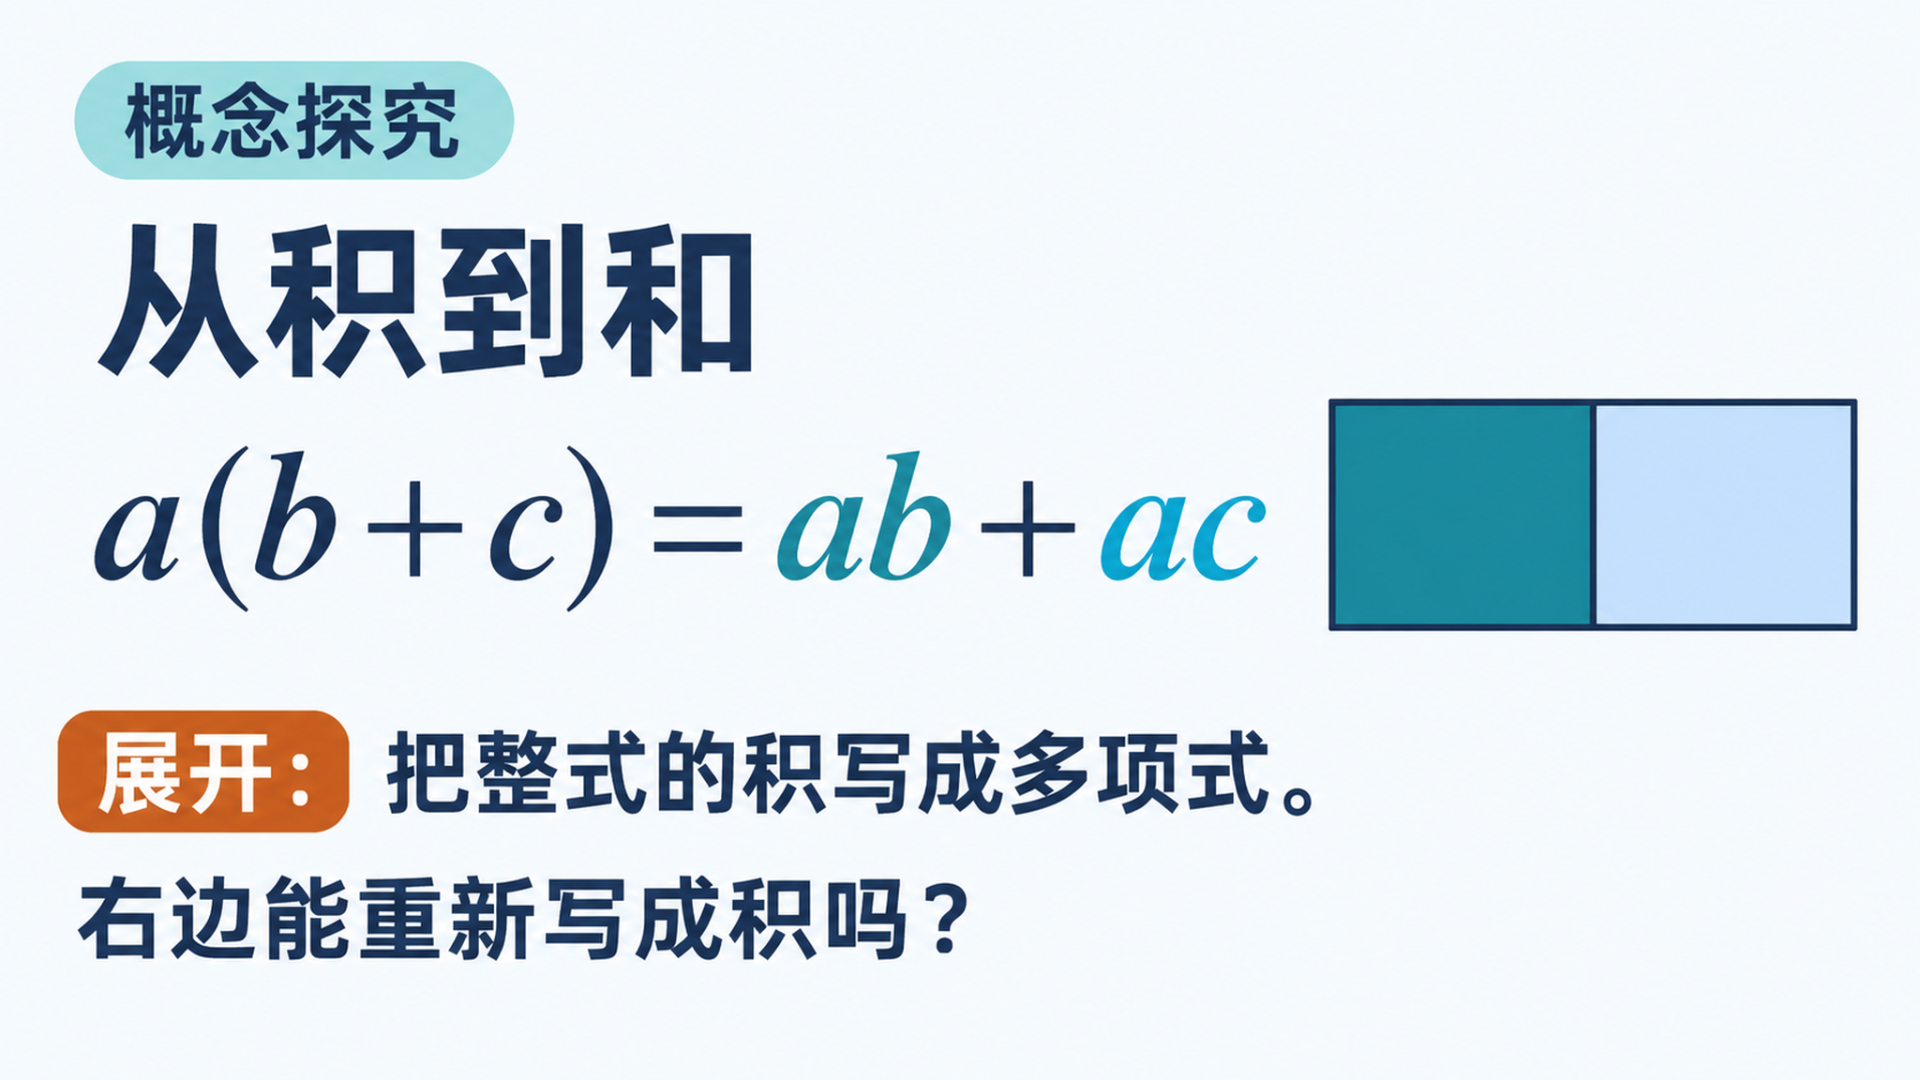 概念探究
从积到和
a(b+c)=ab+ac
展开：把整式的积写成多项式。
右边能重新写成积吗？